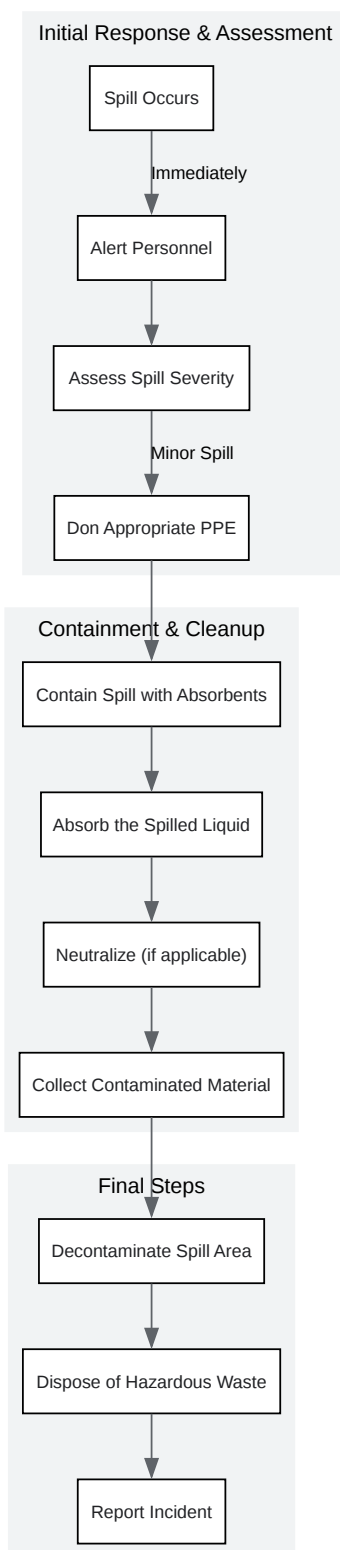 Initial Response & Assessment
Spill Occurs
Immediately
Alert Personnel
Assess Spill Severity
Minor Spill
Don Appropriate PPE
Containment & Cleanup
Contain Spill with Absorbents
Absorb the Spilled Liquid
Neutralize (if applicable)
Collect Contaminated Material
Final Steps
Decontaminate Spill Area
Dispose of Hazardous Waste
Report Incident